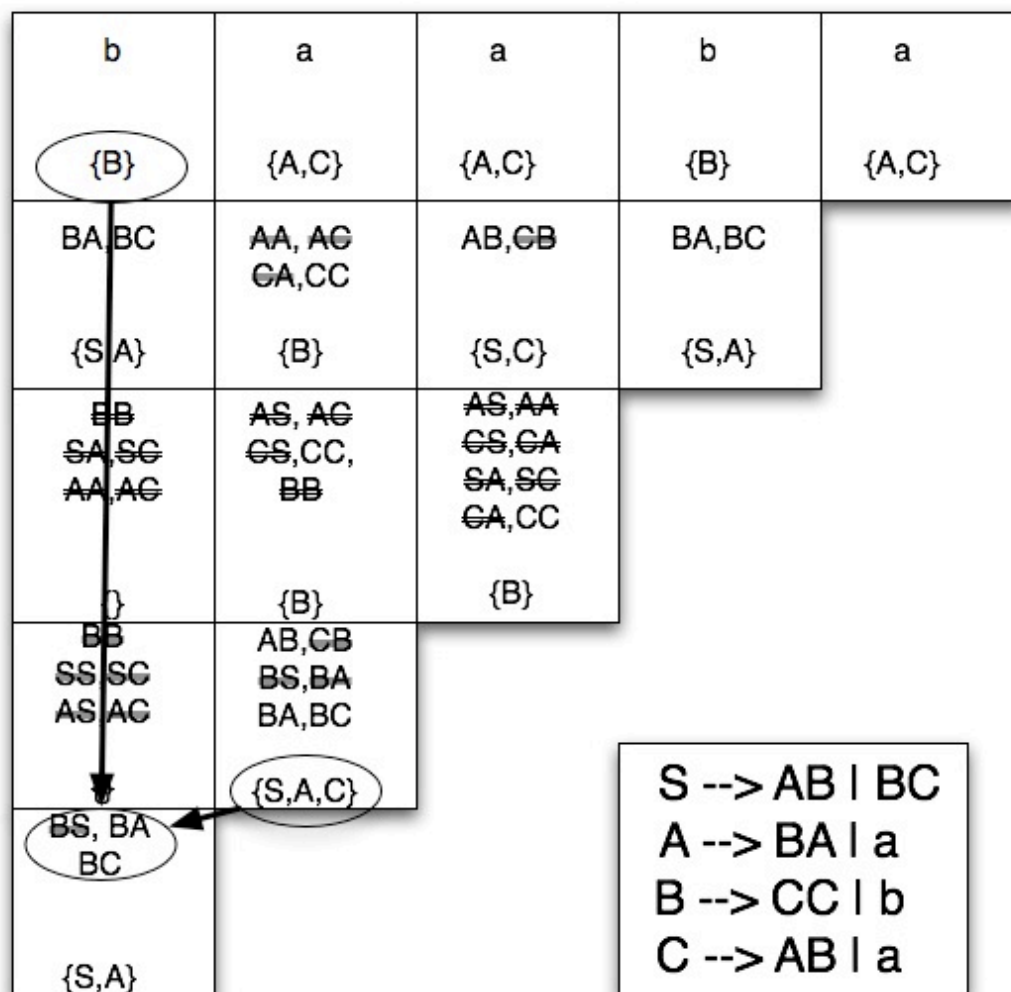 b a a b a
{B} {A,C} {A,C} {B} {A,C}
BA,BC AA, AC AB,CB BA,BC
CA,CC
{S,A} {B} {S,C} {S,A}
BB AS, AC AS,AA
SA,SC CS,CC, CS,CA
AA,AC BB SA,SC
CA,CC
{} {B} {B}
BB AB,CB
SS,SC BS,BA
AS,AC BA,BC
{S,A,C}
BS, BA
BC
{S,A}
S --> AB | BC
A --> BA | a
B --> CC | b
C --> AB | a